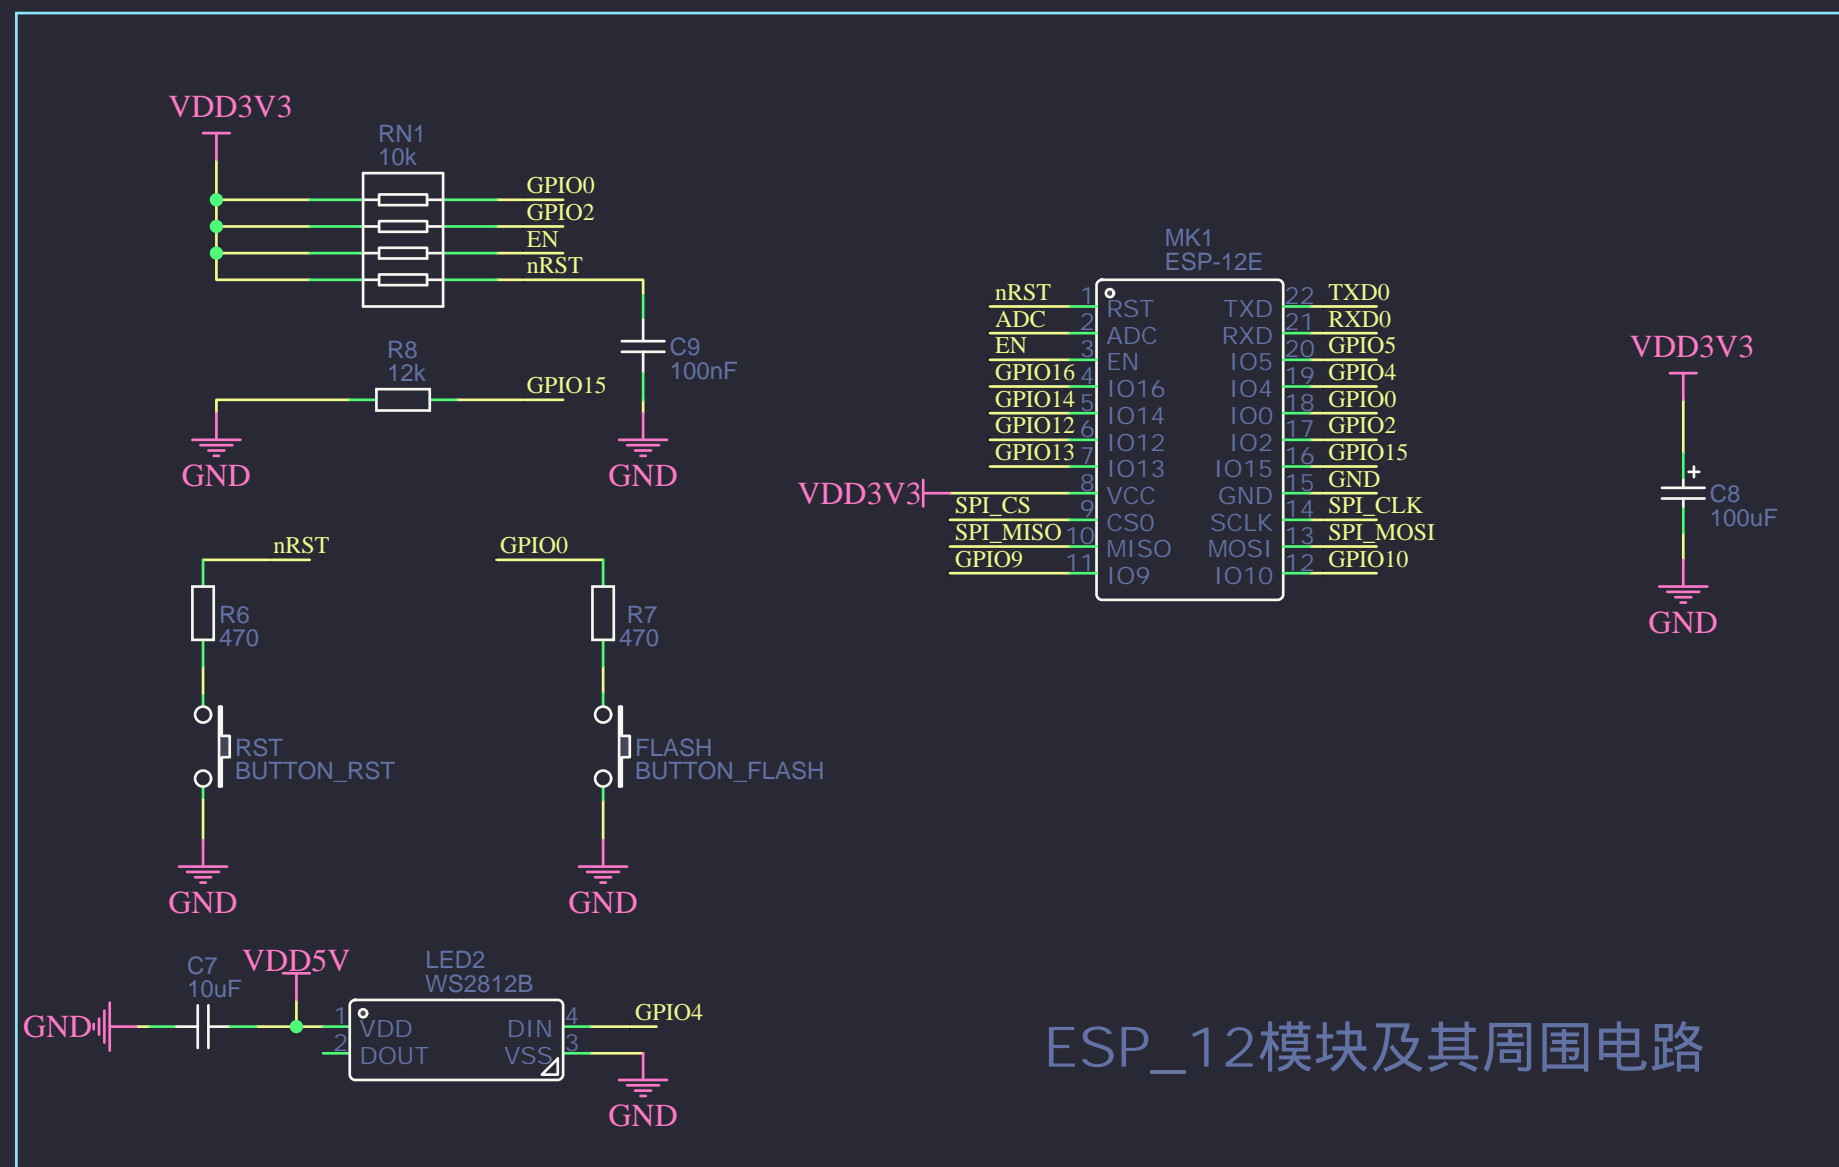 VDD3V3
RN1
10k
GPIO0
GPIO2
EN
nRST
C9
100nF
GND
R8
12k
GPIO15
GND
nRST
R6
470
RST
BUTTON_RST
GND
GPIO0
R7
470
FLASH
BUTTON_FLASH
GND
C7
10uF
GND
VDD5V
LED2
WS2812B
1 VDD DIN 4 GPIO4
2 DOUT VSS 3
GND
MK1
ESP-12E
nRST 1 RST TXD 22 TXD0
ADC 2 ADC RXD 21 RXD0
EN 3 EN IO5 20 GPIO5
GPIO16 4 IO16 IO4 19 GPIO4
GPIO14 5 IO14 IO0 18 GPIO0
GPIO12 6 IO12 IO2 17 GPIO2
GPIO13 7 IO13 IO15 16 GPIO15
VDD3V3 8 VCC GND 15 GND
SPI_CS 9 CS0 SCLK 14 SPI_CLK
SPI_MISO 10 MISO MOSI 13 SPI_MOSI
GPIO9 11 IO9 IO10 12 GPIO10
VDD3V3
+
C8
100uF
GND
ESP_12模块及其周围电路